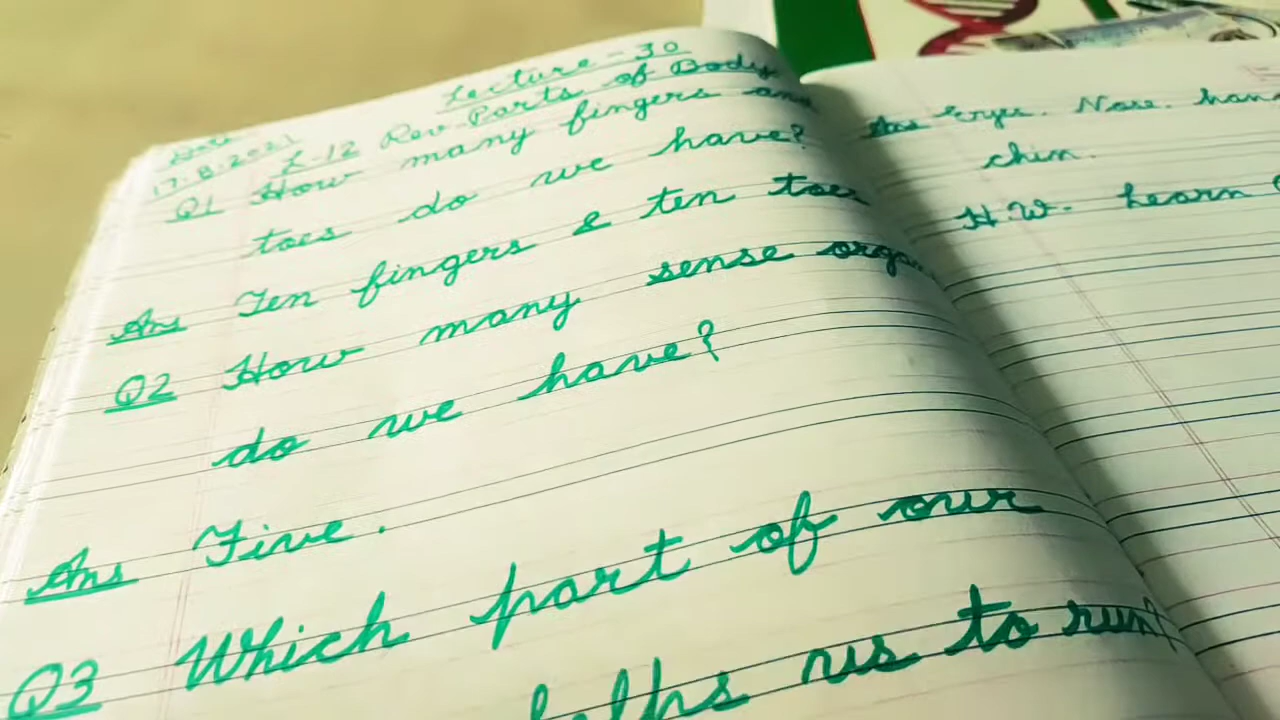 Lecture - 30
Date
17.8.2021 L-12 Rev- Parts of Body
Q1 How many fingers and
toes do we have?
Ans Ten fingers & ten toes
Q2 How many sense organ
do we have?
Ans Five.
Q3 Which part of our
helps us to run?
Ans Eyes. Nose. hand
chin.
H.W. Learn